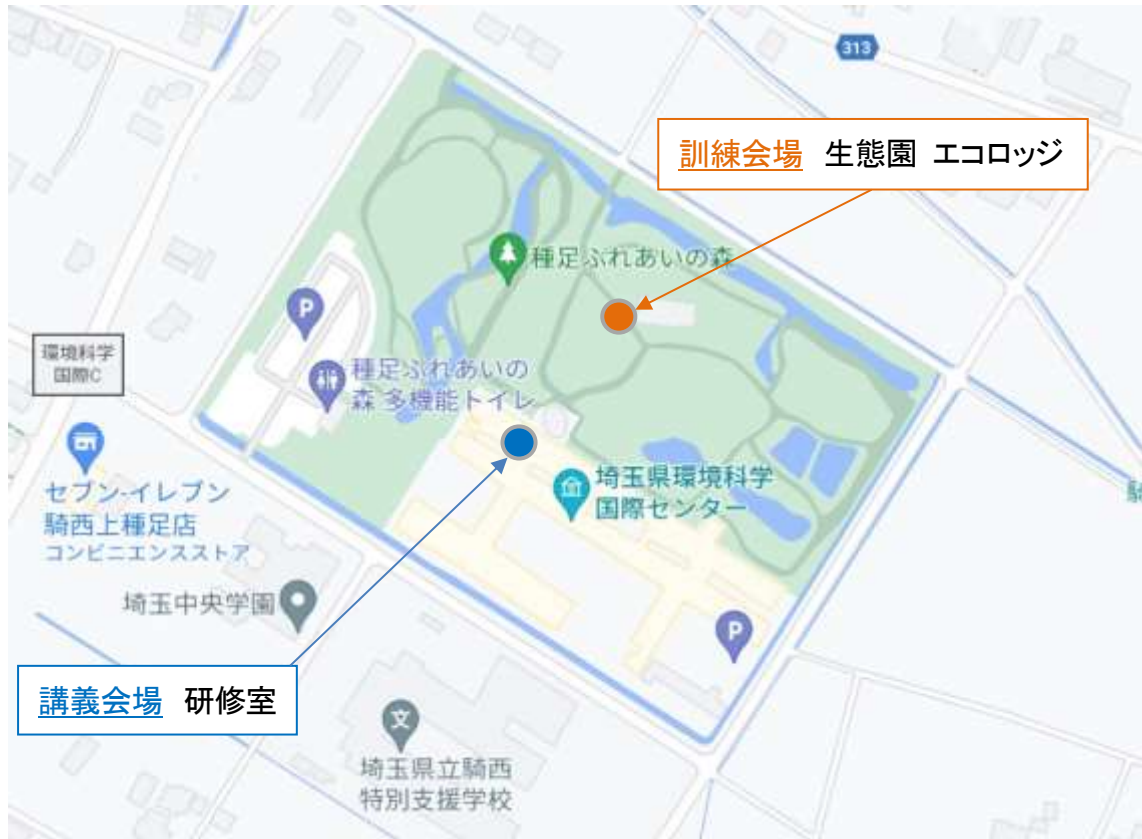 313
訓練会場 生態園 エコロッジ
種足ふれあいの森
P
環境科学
国際C
種足ふれあいの
森 多機能トイレ
セブン-イレブン
騎西上種足店
コンビニエンスストア
埼玉県環境科学
国際センター
騎
埼玉中央学園
P
講義会場 研修室
文
埼玉県立騎西
特別支援学校